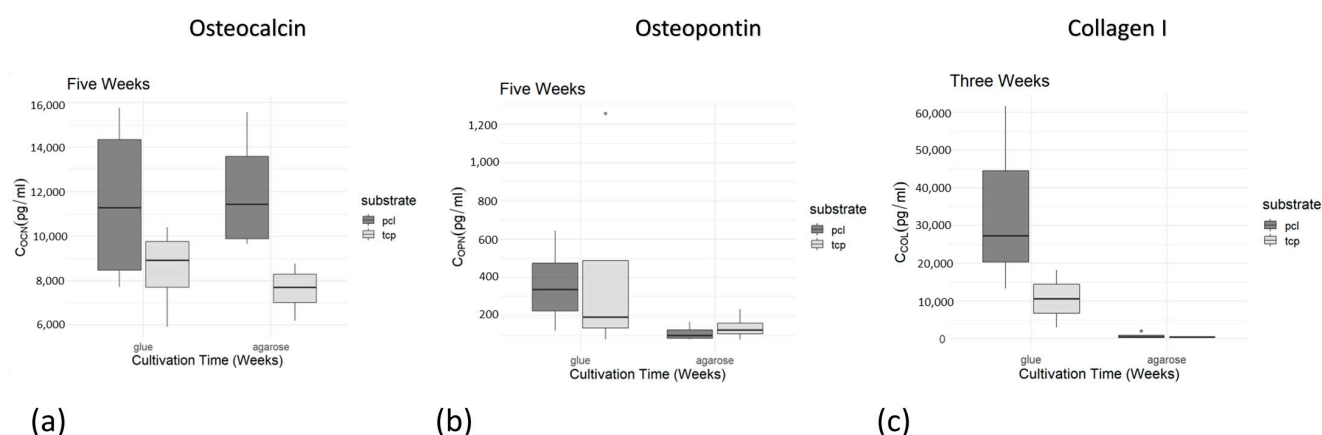 Osteocalcin
Five Weeks
C_OCN(pg/ml)
16,000
14,000
12,000
10,000
8,000
6,000
glue
agarose
Cultivation Time (Weeks)
substrate
pcl
tcp
(a)
Osteopontin
Five Weeks
C_OPN(pg/ml)
1,200
1,000
800
600
400
200
glue
agarose
Cultivation Time (Weeks)
substrate
pcl
tcp
(b)
Collagen I
Three Weeks
C_COL(pg/ml)
60,000
50,000
40,000
30,000
20,000
10,000
0
glue
agarose
Cultivation Time (Weeks)
substrate
pcl
tcp
(c)